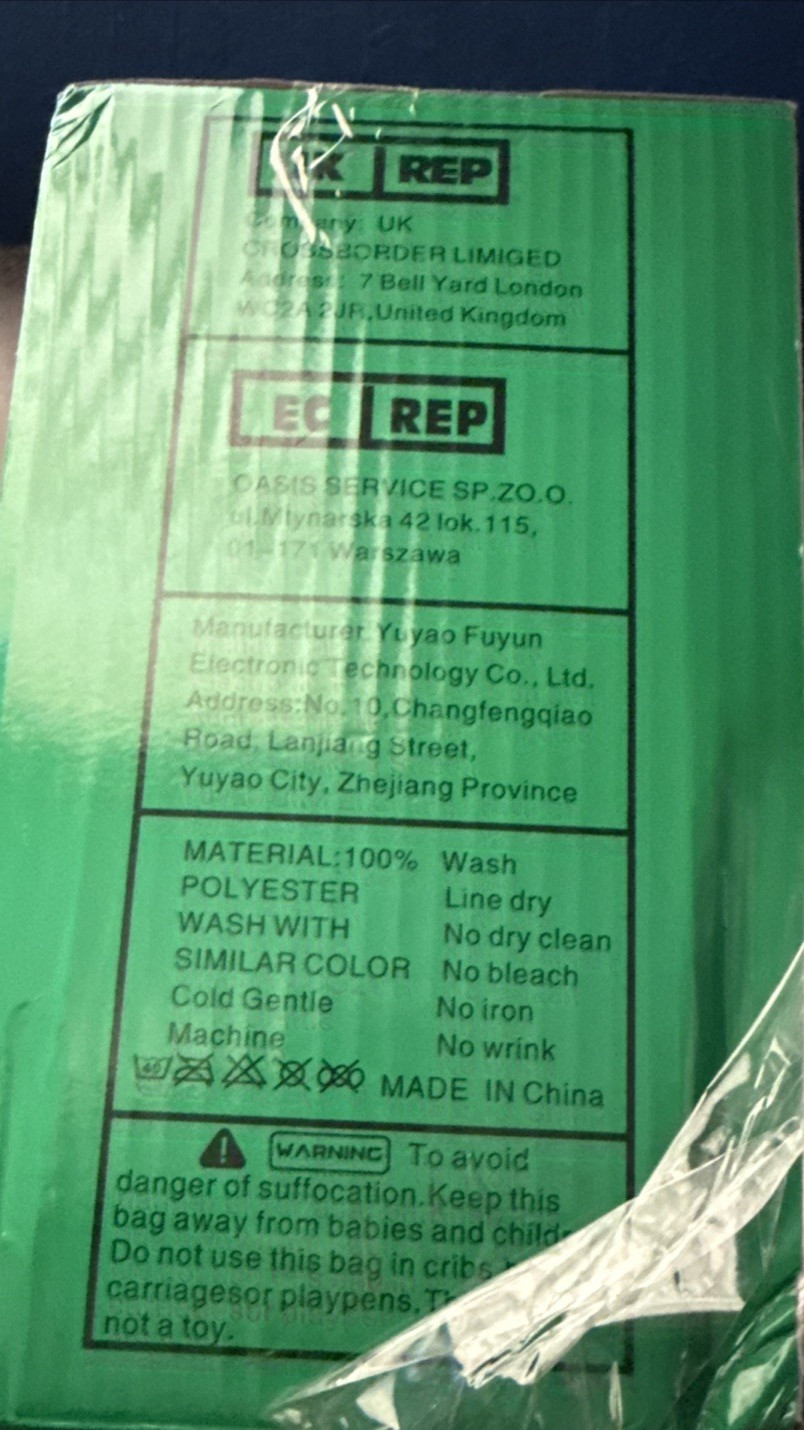 UK REP
Company: UK
CROSSBORDER LIMIGED
Address: 7 Bell Yard London
WC2A 2JR,United Kingdom
EC REP
OASIS SERVICE SP.ZO.O.
ul.Mlynarska 42 lok.115,
01-171 Warszawa
Manufacturer Yuyao Fuyun
Electronic Technology Co., Ltd.
Address:No.10,Changfengqiao
Road, Lanjiang Street,
Yuyao City, Zhejiang Province
MATERIAL:100% Wash
POLYESTER Line dry
WASH WITH No dry clean
SIMILAR COLOR No bleach
Cold Gentle No iron
Machine No wrink
40 MADE IN China
WARNING To avoid
danger of suffocation.Keep this
bag away from babies and
Do not use this bag in cribs
carriagesor playpens.
not a toy.